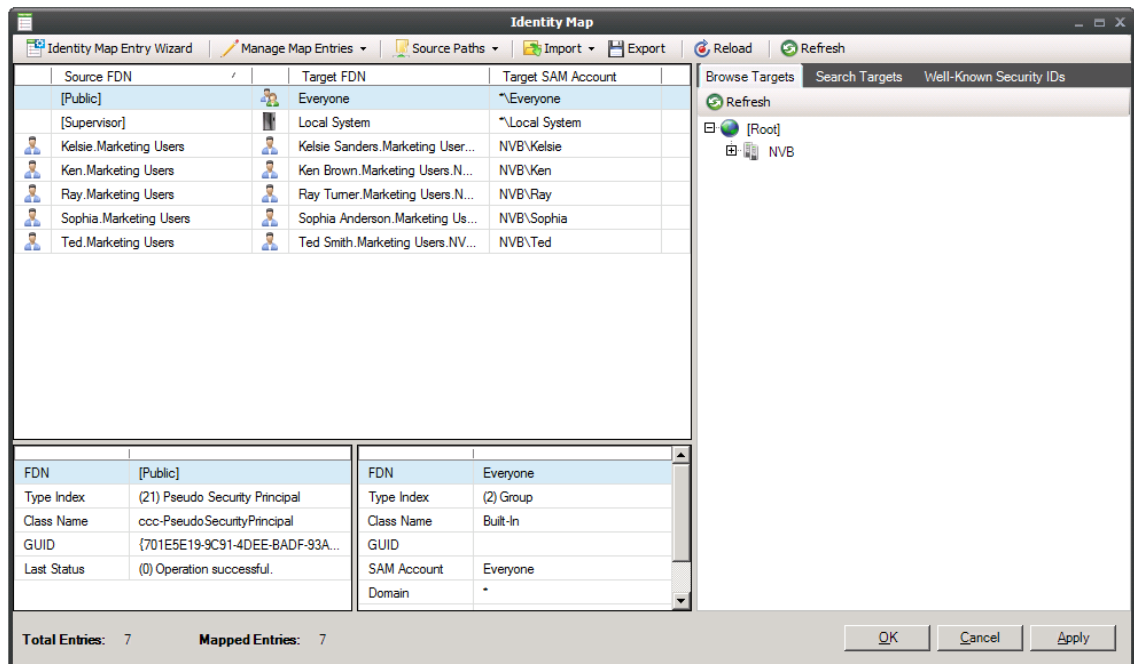 Identity Map
Identity Map Entry Wizard Manage Map Entries Source Paths Import Export Reload Refresh
Source FDN Target FDN Target SAM Account
[Public] Everyone *\Everyone
[Supervisor] Local System *\Local System
Kelsie.Marketing Users Kelsie Sanders.Marketing User... NVB\Kelsie
Ken.Marketing Users Ken Brown.Marketing Users.N... NVB\Ken
Ray.Marketing Users Ray Turner.Marketing Users.N... NVB\Ray
Sophia.Marketing Users Sophia Anderson.Marketing Us... NVB\Sophia
Ted.Marketing Users Ted Smith.Marketing Users.NV... NVB\Ted
Browse Targets Search Targets Well-Known Security IDs
Refresh
[Root]
NVB
FDN [Public]
Type Index (21) Pseudo Security Principal
Class Name ccc-PseudoSecurityPrincipal
GUID {701E5E19-9C91-4DEE-BADF-93A...
Last Status (0) Operation successful.
FDN Everyone
Type Index (2) Group
Class Name Built-In
GUID
SAM Account Everyone
Domain *
Total Entries: 7 Mapped Entries: 7
OK Cancel Apply